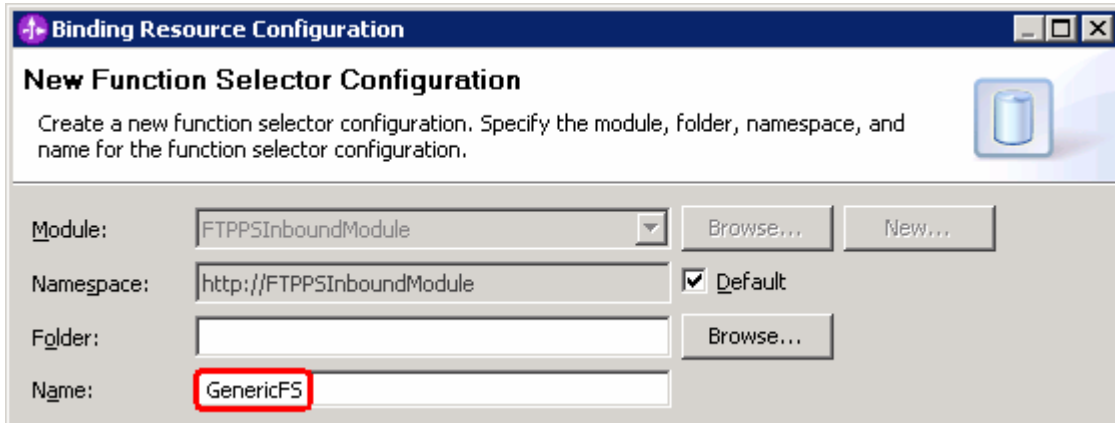 Binding Resource Configuration
New Function Selector Configuration
Create a new function selector configuration. Specify the module, folder, namespace, and
name for the function selector configuration.
Module: FTPPSInboundModule Browse... New...
Namespace: http://FTPPSInboundModule Default
Folder: Browse...
Name: GenericFS